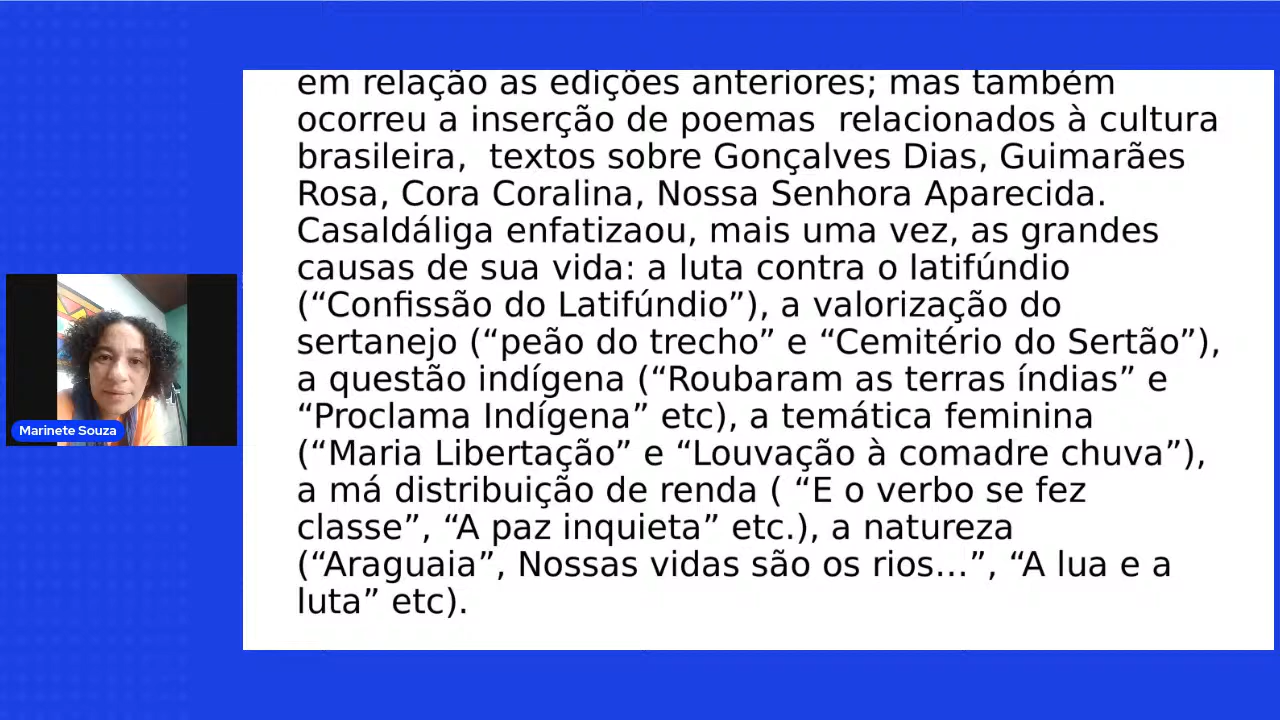 em relação as edições anteriores; mas também
ocorreu a inserção de poemas  relacionados à cultura
brasileira,  textos sobre Gonçalves Dias, Guimarães
Rosa, Cora Coralina, Nossa Senhora Aparecida.
Casaldáliga enfatizaou, mais uma vez, as grandes
causas de sua vida: a luta contra o latifúndio
(“Confissão do Latifúndio”), a valorização do
sertanejo (“peão do trecho” e “Cemitério do Sertão”),
a questão indígena (“Roubaram as terras índias” e
“Proclama Indígena” etc), a temática feminina
(“Maria Libertação” e “Louvação à comadre chuva”),
a má distribuição de renda ( “E o verbo se fez
classe”, “A paz inquieta” etc.), a natureza
(“Araguaia”, Nossas vidas são os rios...”, “A lua e a
luta” etc).
Marinete Souza